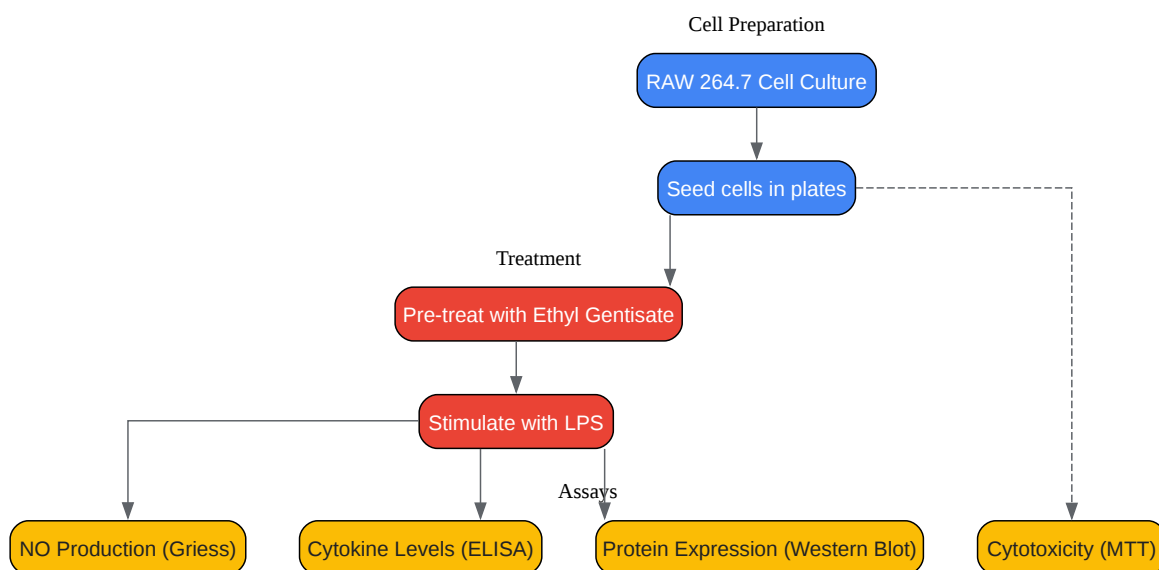 Cell Preparation
RAW 264.7 Cell Culture
Seed cells in plates
Treatment
Pre-treat with Ethyl Gentisate
Stimulate with LPS
Assays
NO Production (Griess)
Cytokine Levels (ELISA)
Protein Expression (Western Blot)
Cytotoxicity (MTT)